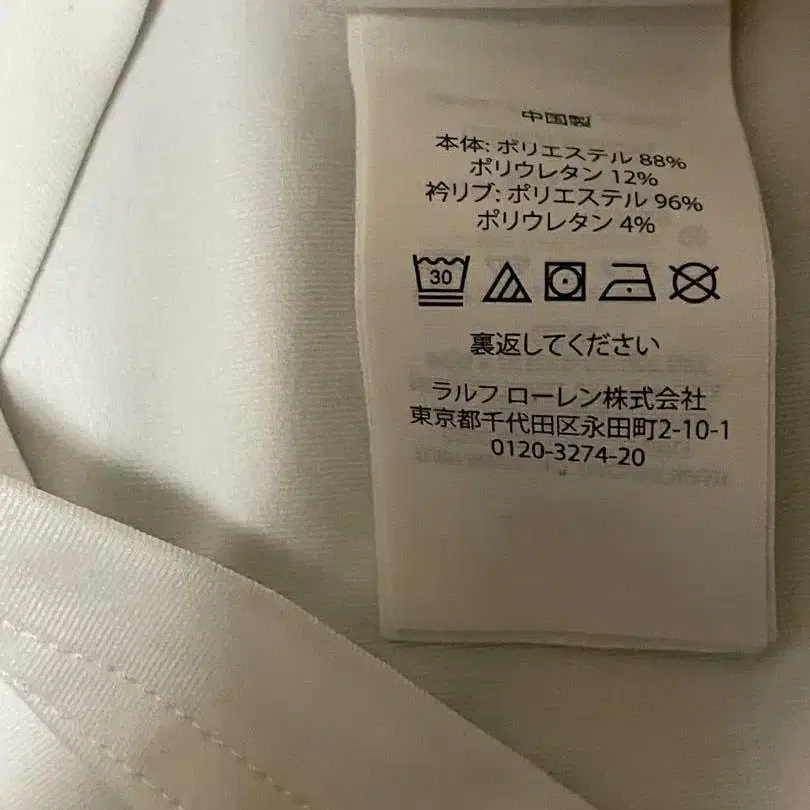 中国製
本体: ポリエステル 88%
ポリウレタン 12%
衿リブ: ポリエステル 96%
ポリウレタン 4%
30
裏返してください
ラルフ ローレン株式会社
東京都千代田区永田町2-10-1
0120-3274-20